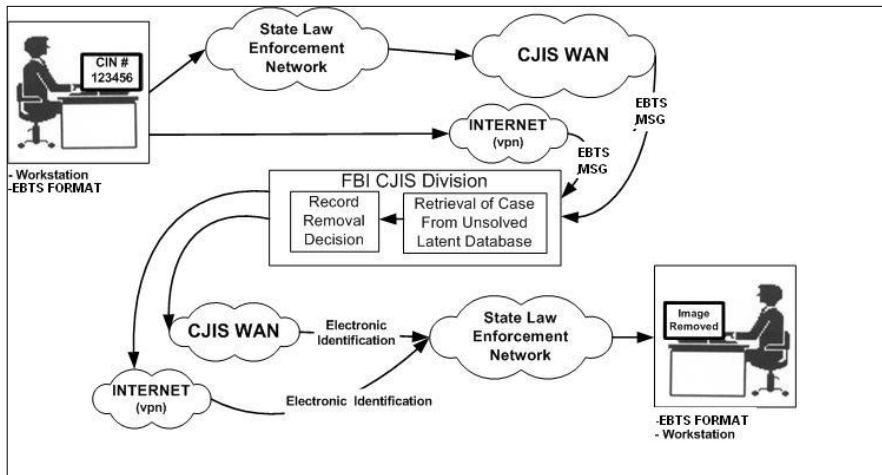 CIN #
123456
- Workstation
-EBTS FORMAT
State Law
Enforcement
Network
CJIS WAN
INTERNET
(vpn)
EBTS
MSG
EBTS
MSG
FBI CJIS Division
Record
Removal
Decision
Retrieval of Case
From Unsolved
Latent Database
CJIS WAN
Electronic
Identification
INTERNET
(vpn)
Electronic Identification
State Law
Enforcement
Network
Image
Removed
-EBTS FORMAT
- Workstation